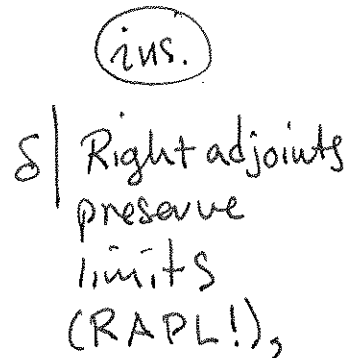 ins.
δ| Right adjoints
preserve
limits
(RAPL!),